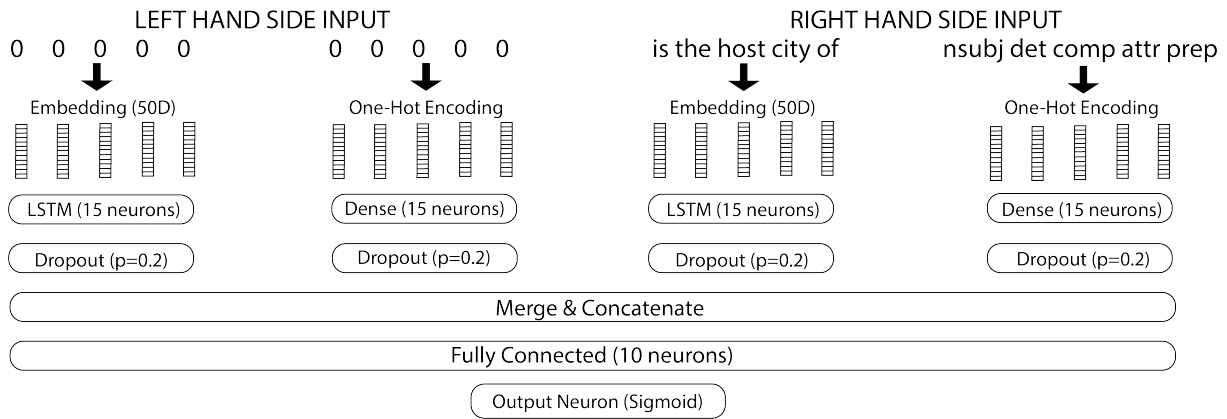 LEFT HAND SIDE INPUT RIGHT HAND SIDE INPUT
0 0 0 0 0 0 0 0 0 0 is the host city of nsubj det comp attr prep
Embedding (50D) One-Hot Encoding Embedding (50D) One-Hot Encoding
LSTM (15 neurons) Dense (15 neurons) LSTM (15 neurons) Dense (15 neurons)
Dropout (p=0.2) Dropout (p=0.2) Dropout (p=0.2) Dropout (p=0.2)
Merge & Concatenate
Fully Connected (10 neurons)
Output Neuron (Sigmoid)